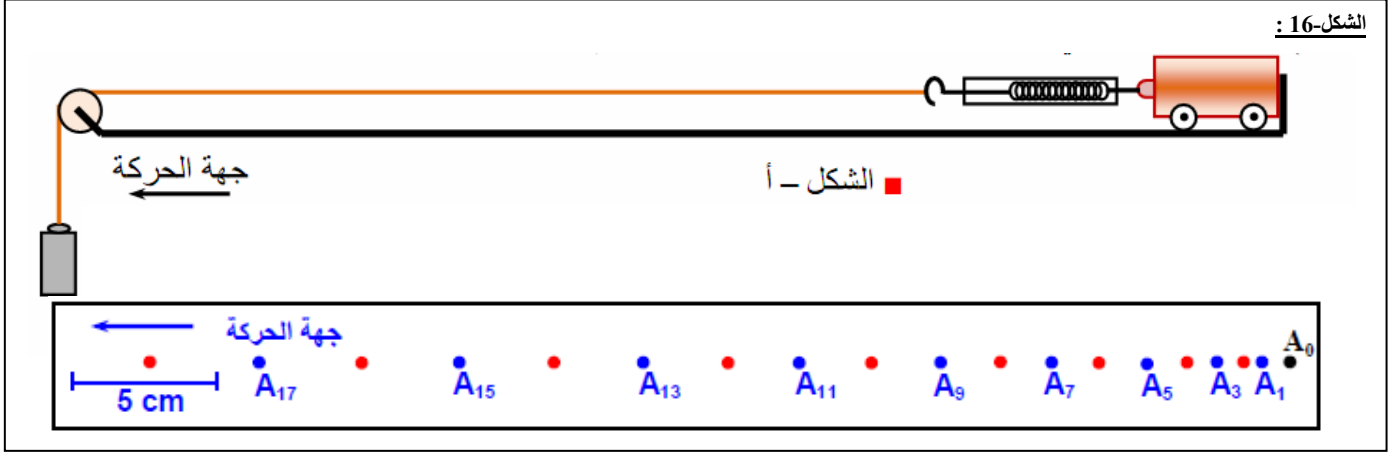 الشكل-16 :
جهة الحركة
الشكل – أ
جهة الحركة
A₀
5 cm
A₁₇ A₁₅ A₁₃ A₁₁ A₉ A₇ A₅ A₃ A₁